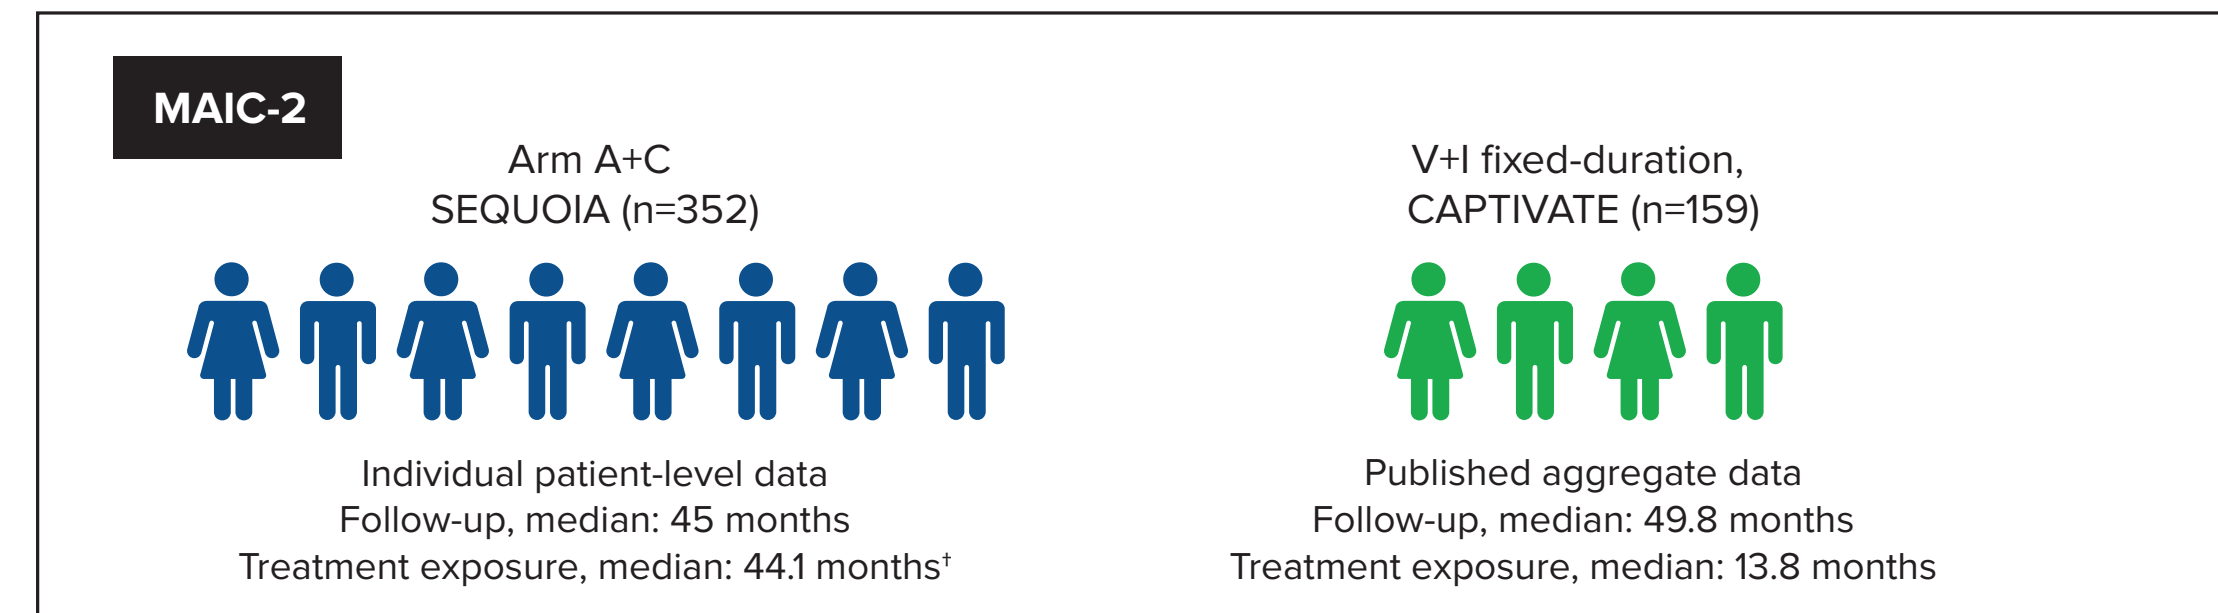 MAIC-2
Arm A+C
SEQUOIA (n=352)
Individual patient-level data
Follow-up, median: 45 months
Treatment exposure, median: 44.1 months†
V+I fixed-duration,
CAPTIVATE (n=159)
Published aggregate data
Follow-up, median: 49.8 months
Treatment exposure, median: 13.8 months